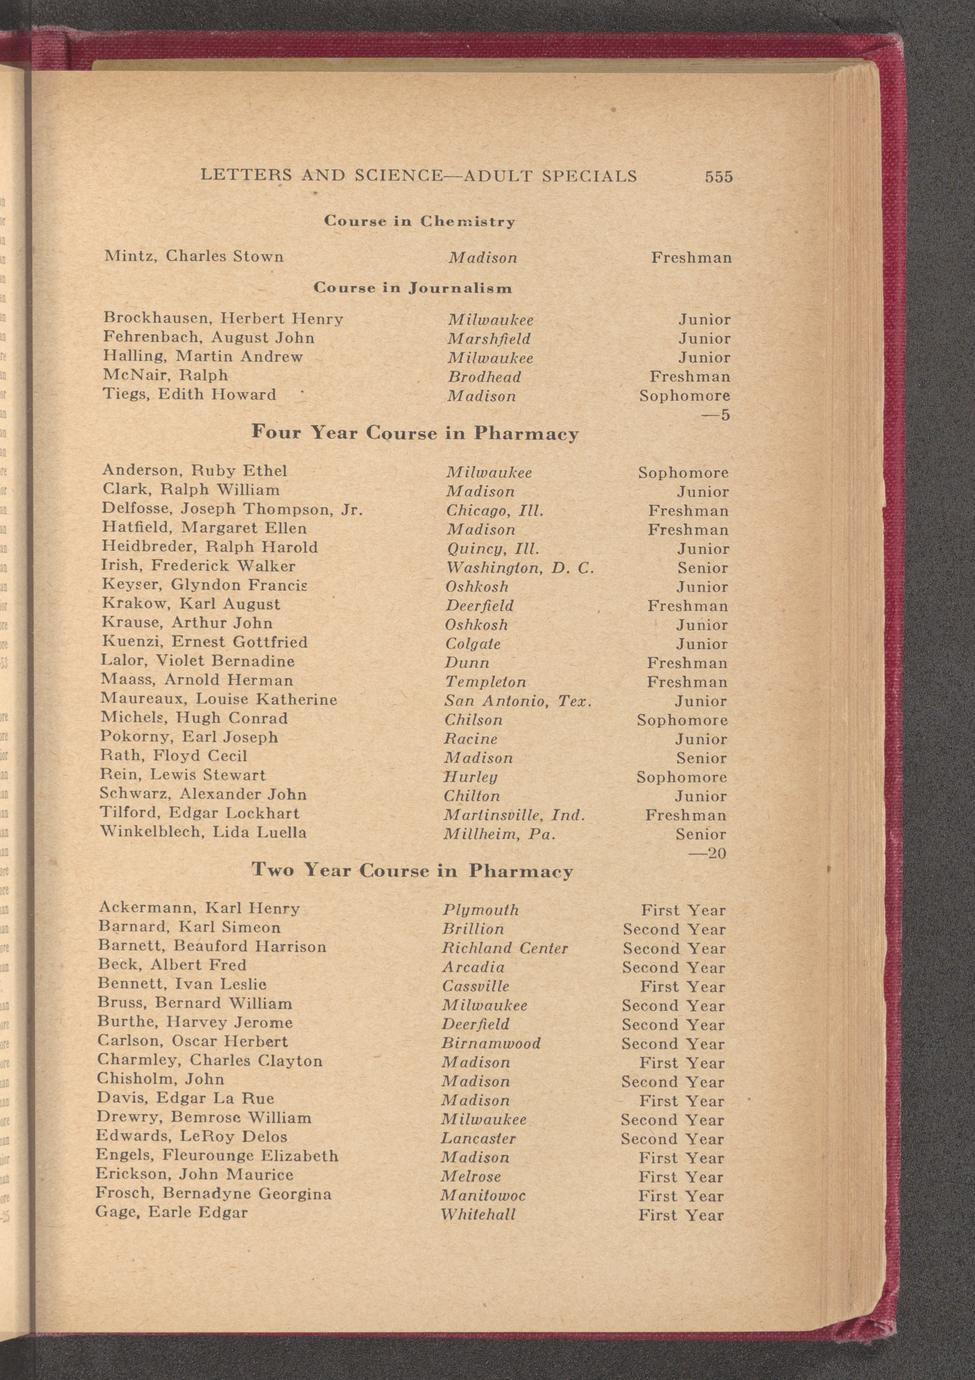 LETTERS AND SCIENCE—ADULT SPECIALS 555
Course in Chemistry
Mintz, Charles Stown Madison Freshman
Course in Journalism
Brockhausen, Herbert Henry Milwaukee Junior
Fehrenbach, August John Marshfield Junior
Halling, Martin Andrew Milwaukee Junior
McNair, Ralph Brodhead Freshman
Tiegs, Edith Howard Madison Sophomore
—5
Four Year Course in Pharmacy
Anderson, Ruby Ethel Milwaukee Sophomore
Clark, Ralph William Madison Junior
Delfosse, Joseph Thompson, Jr. Chicago, Ill. Freshman
Hatfield, Margaret Ellen Madison Freshman
Heidbreder, Ralph Harold Quincy, Ill. Junior
Irish, Frederick Walker Washington, D. C. Senior
Keyser, Glyndon Francis Oshkosh Junior
Krakow, Karl August Deerfield Freshman
Krause, Arthur John Oshkosh Junior
Kuenzi, Ernest Gottfried Colgate Junior
Lalor, Violet Bernadine Dunn Freshman
Maass, Arnold Herman Templeton Freshman
Maureaux, Louise Katherine San Antonio, Tex. Junior
Michels, Hugh Conrad Chilson Sophomore
Pokorny, Earl Joseph Racine Junior
Rath, Floyd Cecil Madison Senior
Rein, Lewis Stewart Hurley Sophomore
Schwarz, Alexander John Chilton Junior
Tilford, Edgar Lockhart Martinsville, Ind. Freshman
Winkelblech, Lida Luella Millheim, Pa. Senior
—20
Two Year Course in Pharmacy
Ackermann, Karl Henry Plymouth First Year
Barnard, Karl Simeon Brillion Second Year
Barnett, Beauford Harrison Richland Center Second Year
Beck, Albert Fred Arcadia Second Year
Bennett, Ivan Leslie Cassville First Year
Bruss, Bernard William Milwaukee Second Year
Burthe, Harvey Jerome Deerfield Second Year
Carlson, Oscar Herbert Birnamwood Second Year
Charmley, Charles Clayton Madison First Year
Chisholm, John Madison Second Year
Davis, Edgar La Rue Madison First Year
Drewry, Bemrose William Milwaukee Second Year
Edwards, LeRoy Delos Lancaster Second Year
Engels, Fleurounge Elizabeth Madison First Year
Erickson, John Maurice Melrose First Year
Frosch, Bernadyne Georgina Manitowoc First Year
Gage, Earle Edgar Whitehall First Year